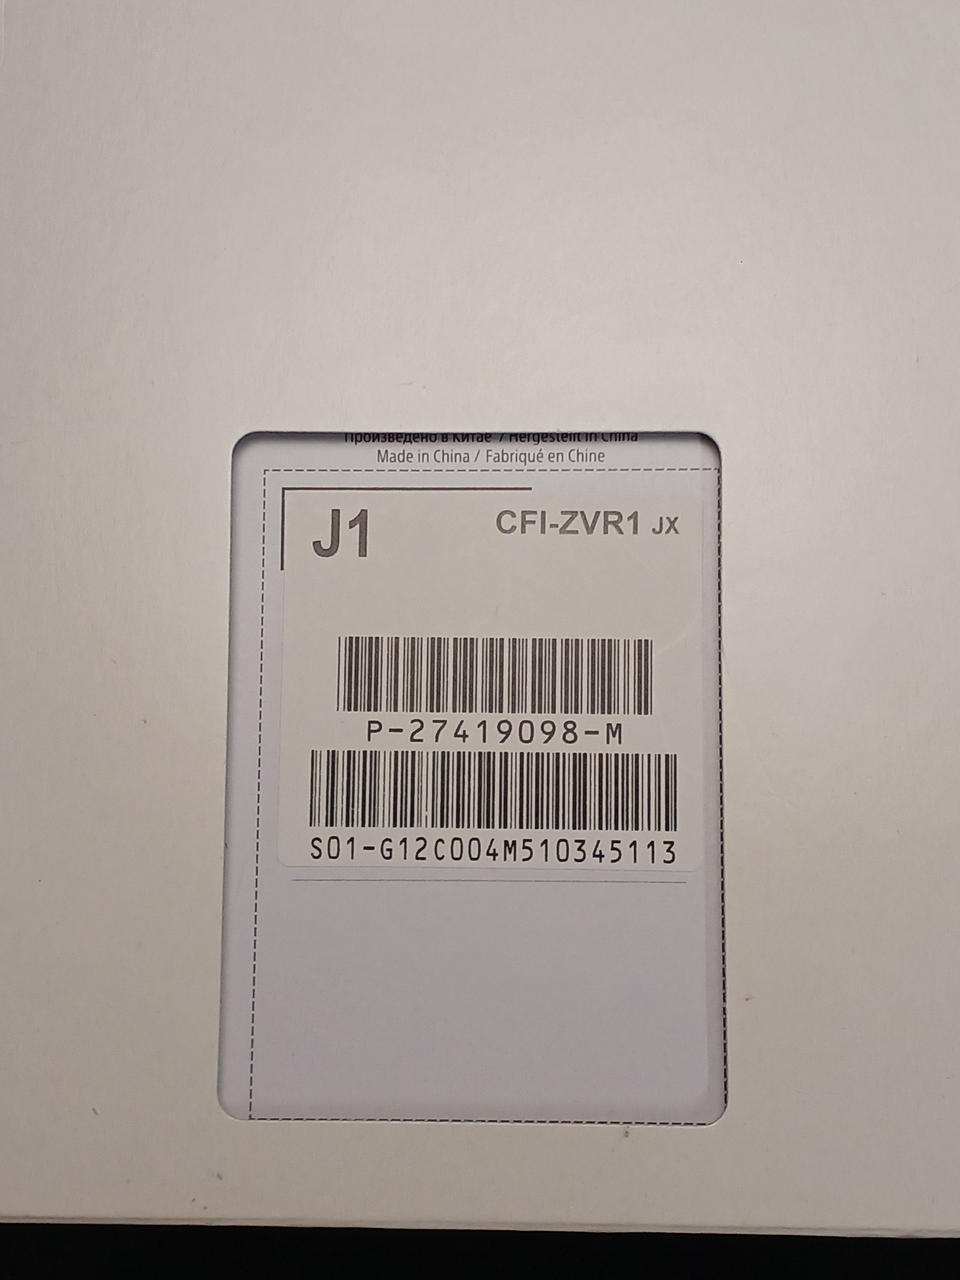 Произведено в Китае / Hergestellt in China
Made in China / Fabriqué en Chine
J1 CFI-ZVR1 JX
P-27419098-M
S01-G12C004M510345113